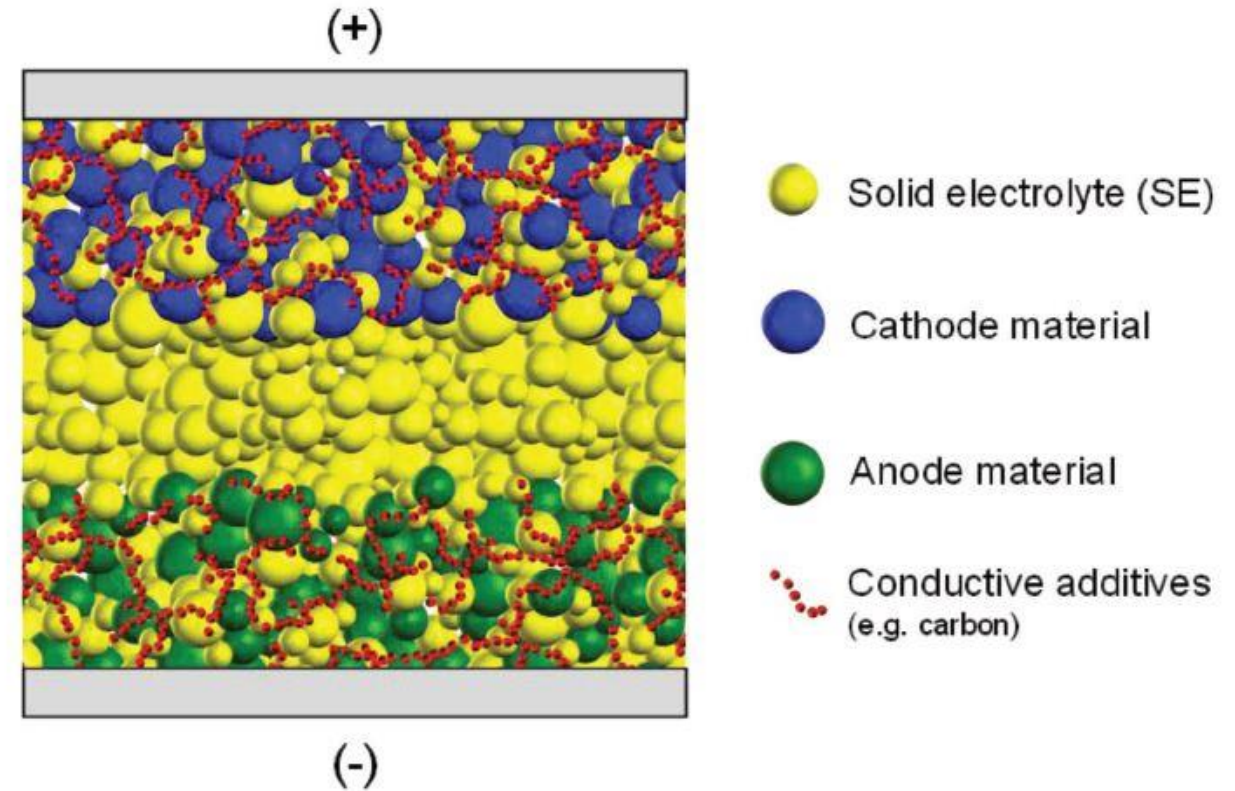 (+)
Solid electrolyte (SE)
Cathode material
Anode material
Conductive additives
(e.g. carbon)
(-)